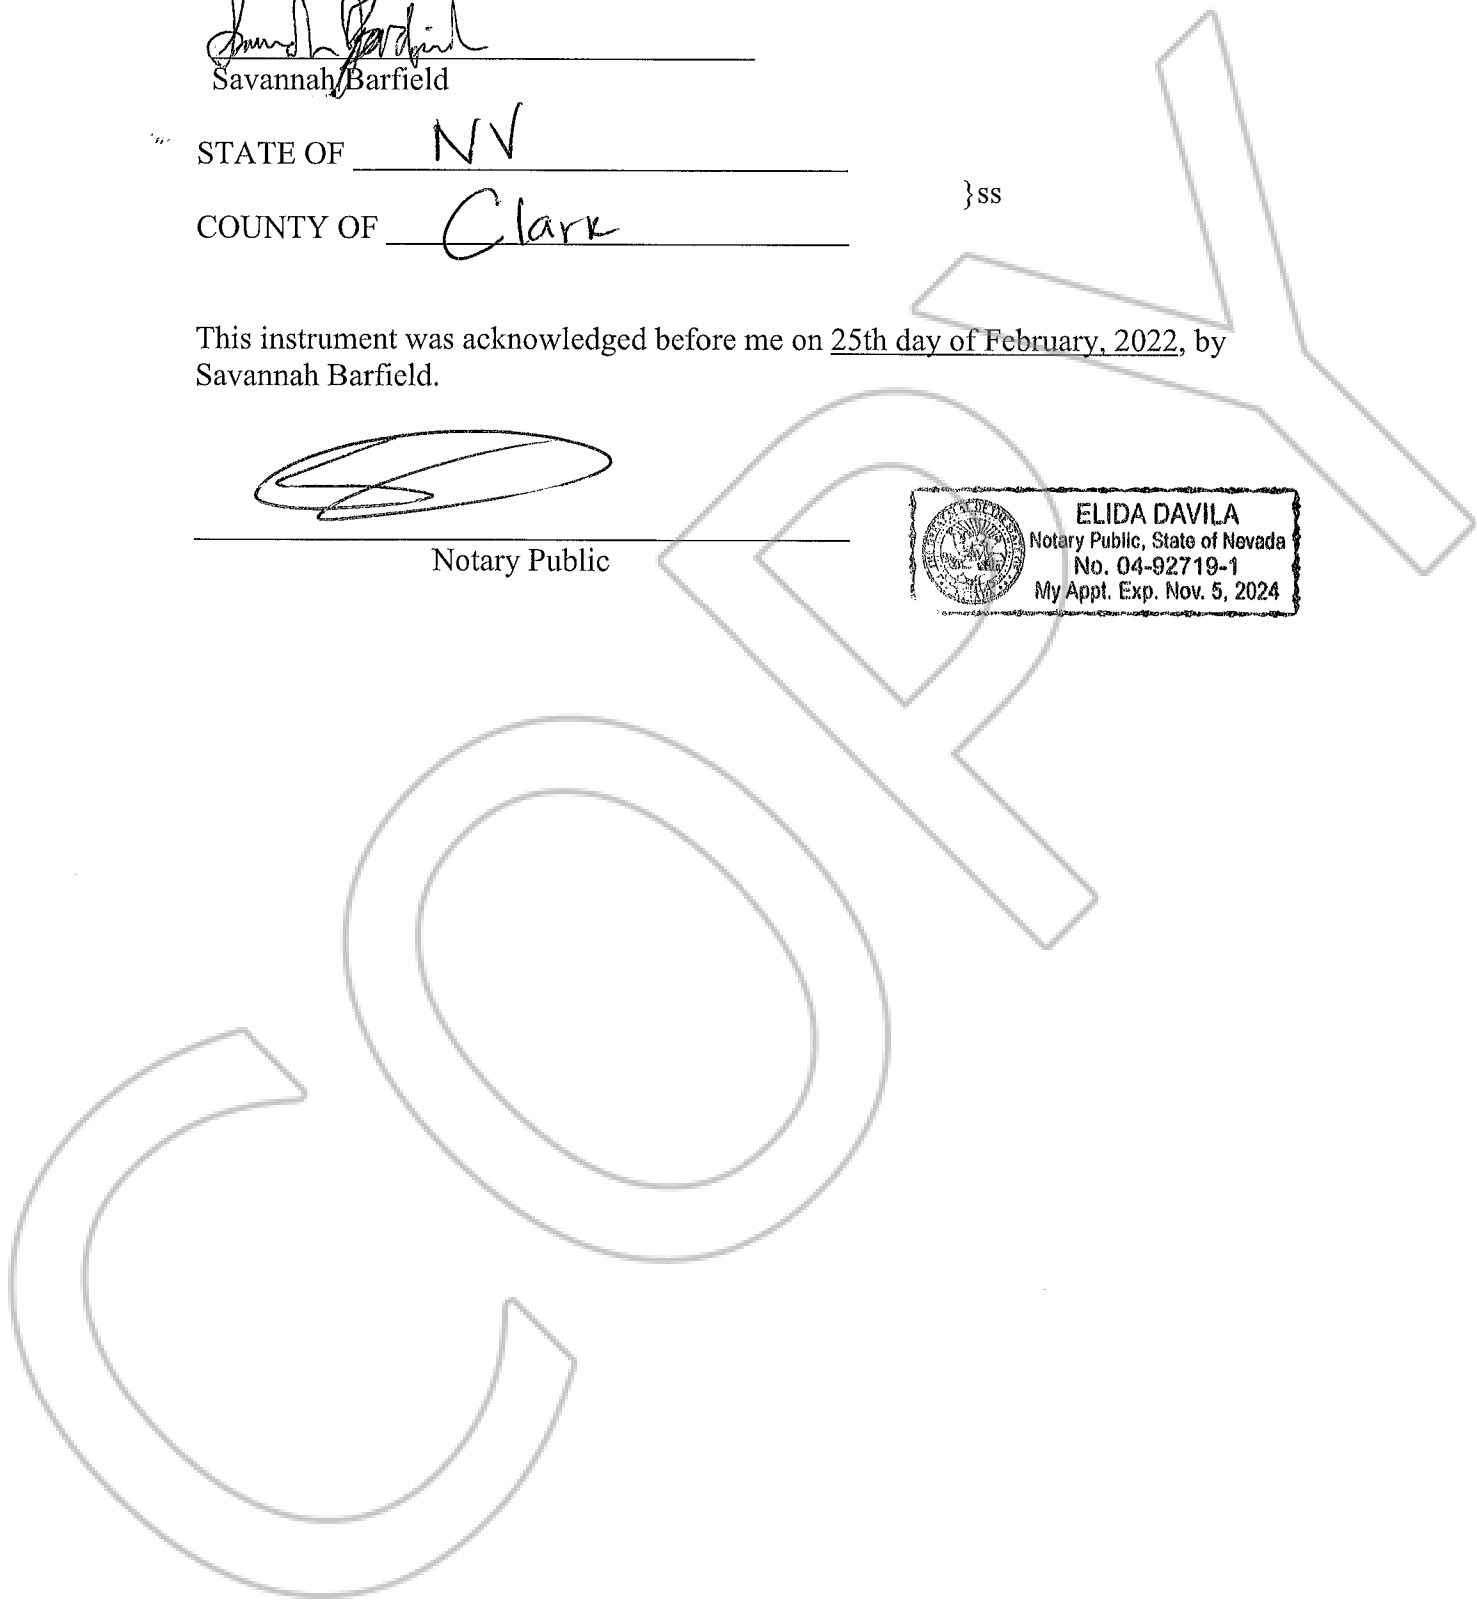 Savannah Barfield
STATE OF NV
}ss
COUNTY OF Clark
This instrument was acknowledged before me on 25th day of February, 2022, by
Savannah Barfield.
Notary Public
ELIDA DAVILA
Notary Public, State of Nevada
No. 04-92719-1
My Appt. Exp. Nov. 5, 2024
COPY